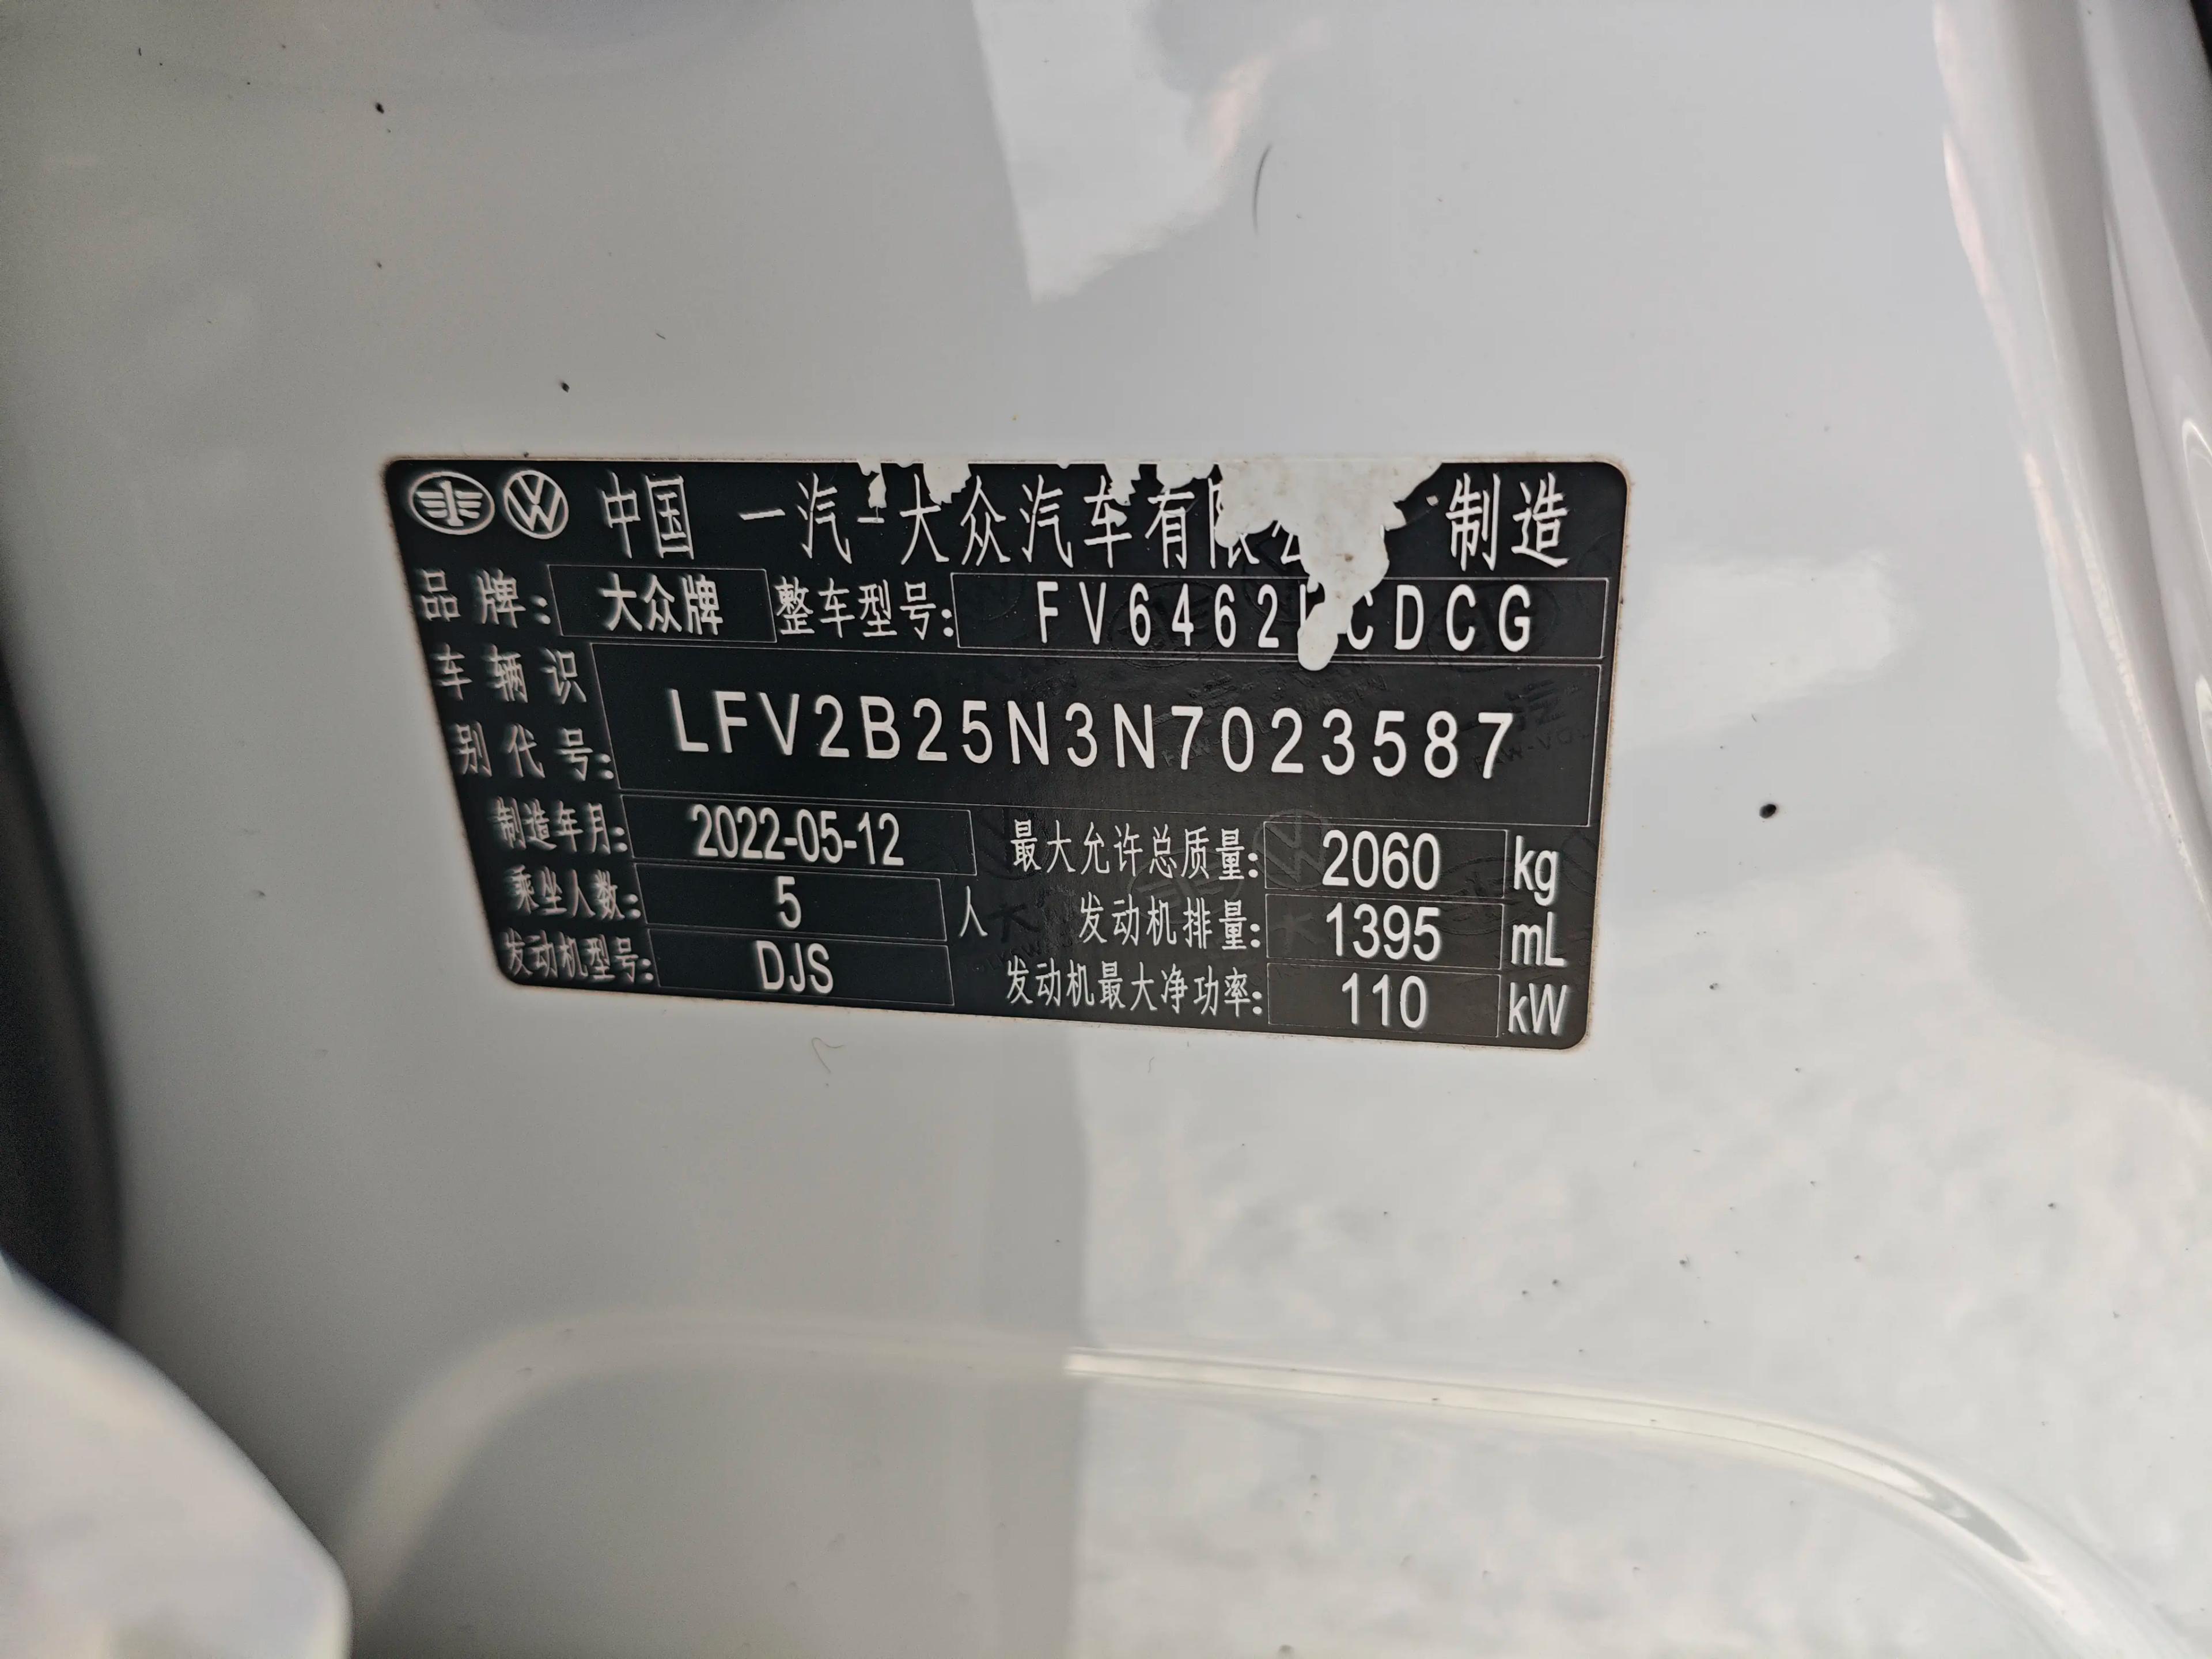 中国 一汽-大众汽车有限公 制造
品牌: 大众牌 整车型号: FV6462 CDCG
车辆识别代号: LFV2B25N3N7023587
制造年月: 2022-05-12 最大允许总质量: 2060 kg
乘坐人数: 5 人 发动机排量: 1395 mL
发动机型号: DJS 发动机最大净功率: 110 kW